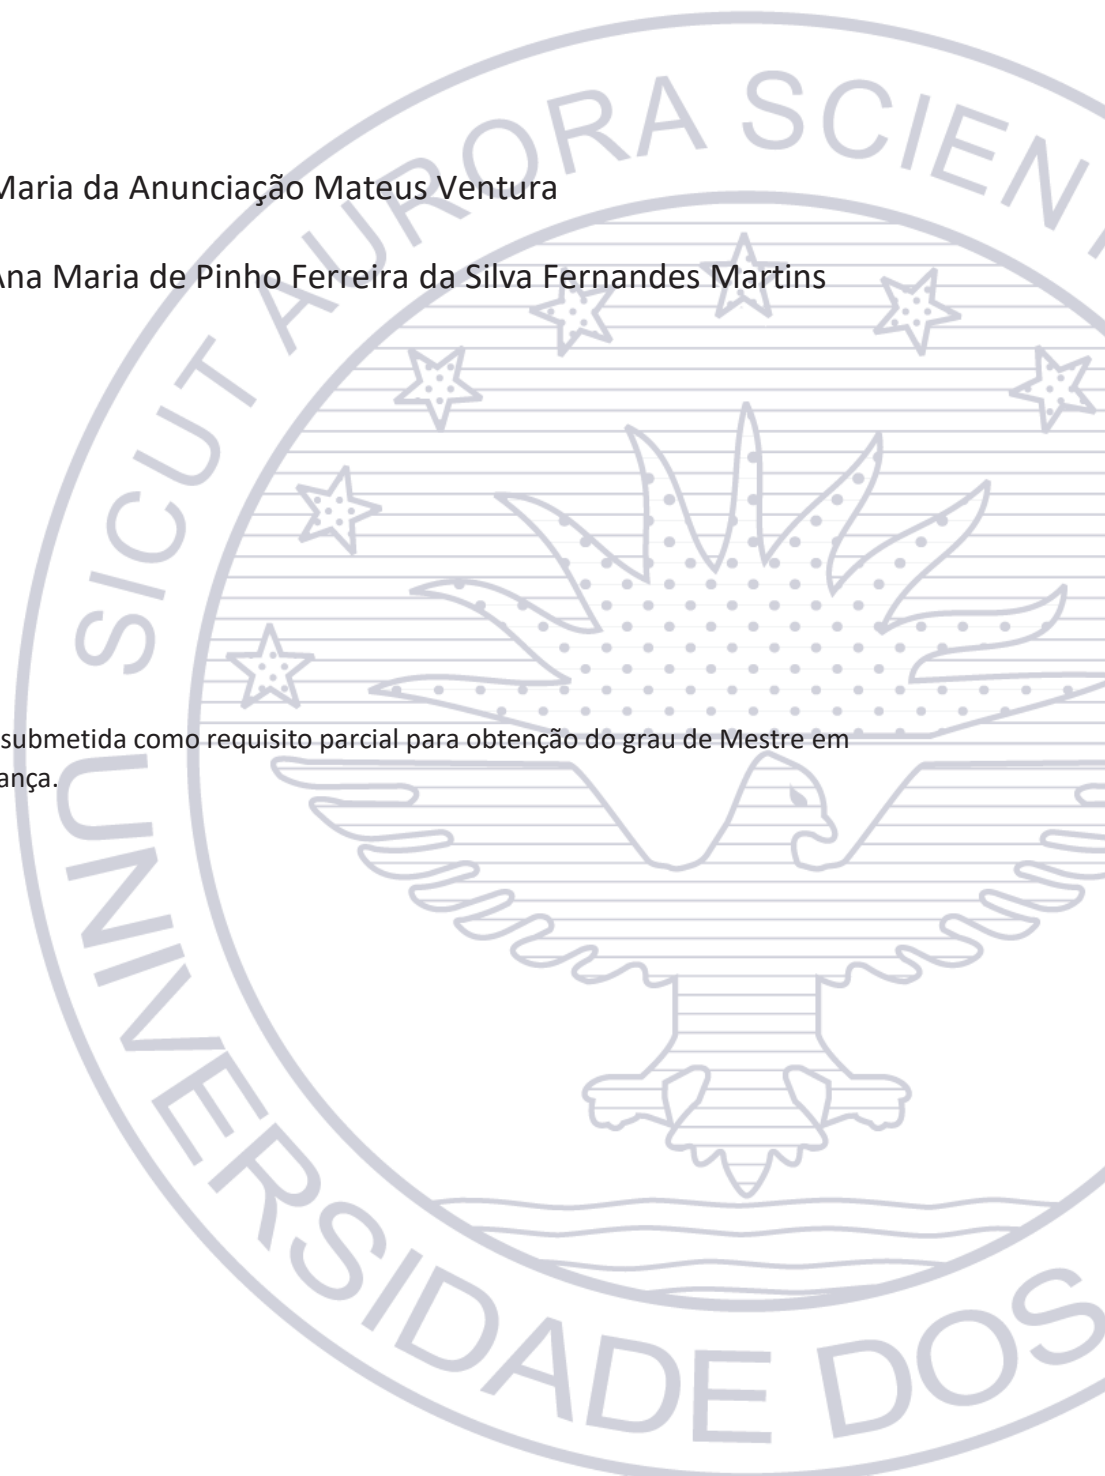 Maria da Anunciação Mateus Ventura
Ana Maria de Pinho Ferreira da Silva Fernandes Martins
submetida como requisito parcial para obtenção do grau de Mestre em
ança.
SICUT AURORA SCIEN
UNIVERSIDADE DOS